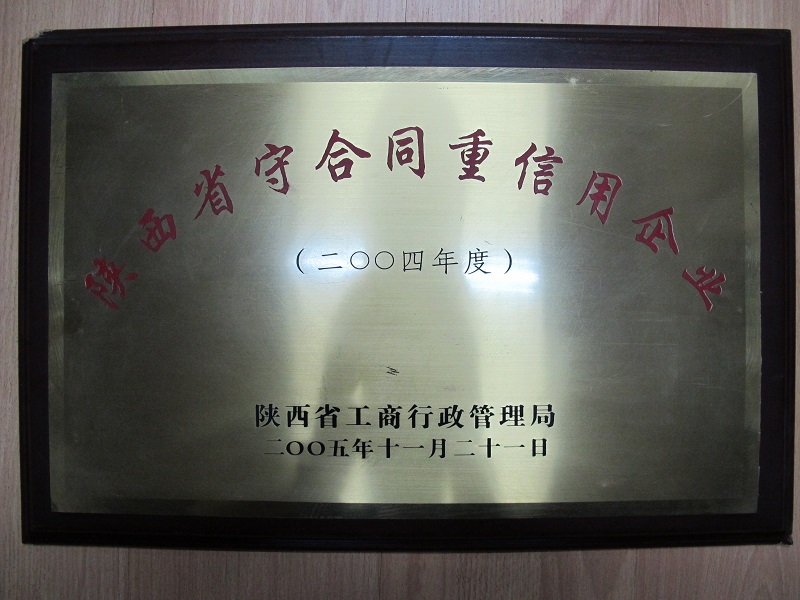 陕西省守合同重信用企业
（二〇〇四年度）
陕西省工商行政管理局
二〇〇五年十一月二十一日